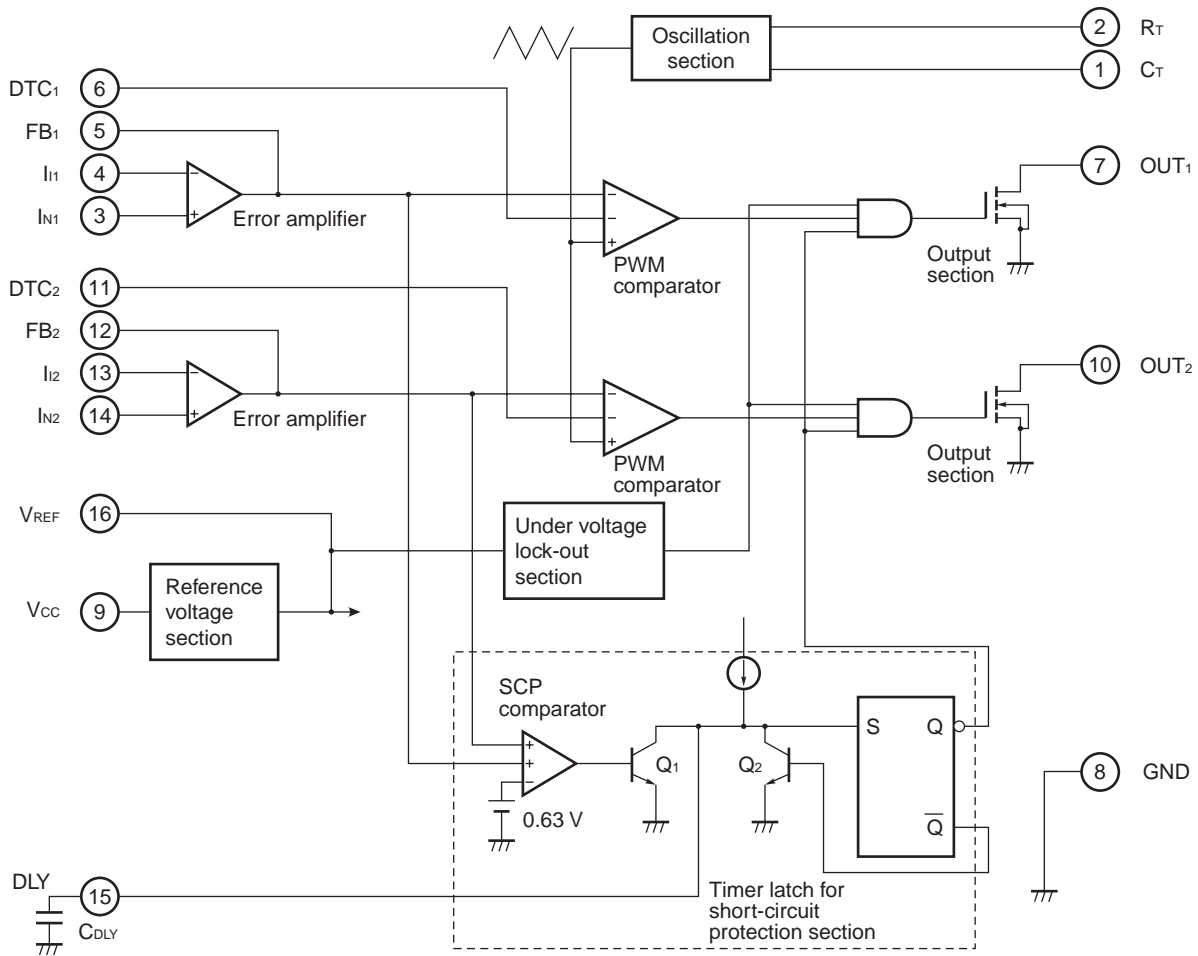 Oscillation
section
2 RT
1 CT
DTC1 6
FB1 5
II1 4
IN1 3
−
+
Error amplifier
−
−
+
PWM
comparator
7 OUT1
Output
section
DTC2 11
FB2 12
II2 13
IN2 14
−
+
Error amplifier
−
−
+
PWM
comparator
10 OUT2
Output
section
VREF 16
Under voltage
lock-out
section
VCC 9
Reference
voltage
section
SCP
comparator
+
+
−
0.63 V
Q1
Q2
S Q
Q̅
8 GND
DLY
15
CDLY
Timer latch for
short-circuit
protection section